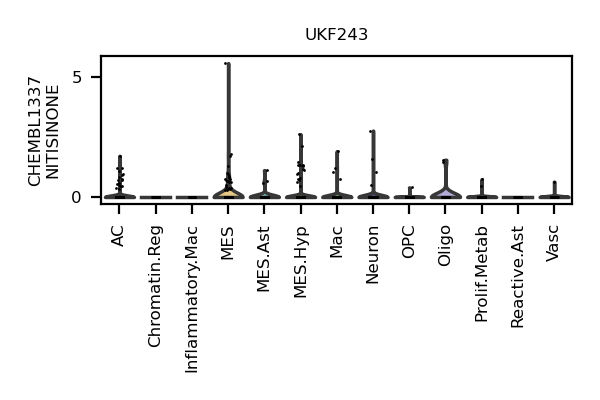 UKF243
CHEMBL1337
NITISINONE
5
0
AC
Chromatin.Reg
Inflammatory.Mac
MES
MES.Ast
MES.Hyp
Mac
Neuron
OPC
Oligo
Prolif.Metab
Reactive.Ast
Vasc